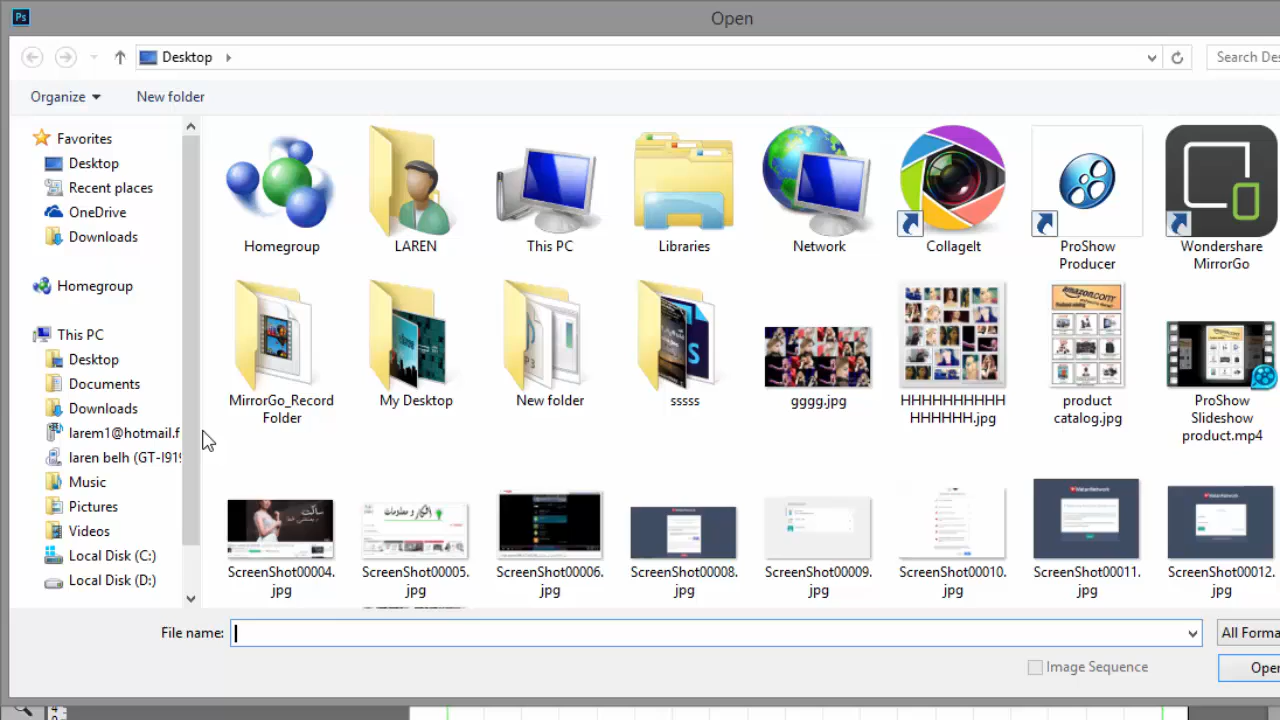 Ps
Open
Desktop
Search Des
Organize
New folder
Favorites
Desktop
Recent places
OneDrive
Downloads
Homegroup
This PC
Desktop
Documents
Downloads
larem1@hotmail.f
laren belh (GT-I919
Music
Pictures
Videos
Local Disk (C:)
Local Disk (D:)
Homegroup
LAREN
This PC
Libraries
Network
CollageIt
ProShow
Producer
Wondershare
MirrorGo
MirrorGo_Record
Folder
My Desktop
New folder
sssss
gggg.jpg
HHHHHHHHHH
HHHHHH.jpg
amazon.com
product
catalog.jpg
ProShow
Slideshow
product.mp4
ScreenShot00004.
jpg
ScreenShot00005.
jpg
ScreenShot00006.
jpg
ScreenShot00008.
jpg
ScreenShot00009.
jpg
ScreenShot00010.
jpg
ScreenShot00011.
jpg
ScreenShot00012.
jpg
File name:
All Forma
Image Sequence
Open